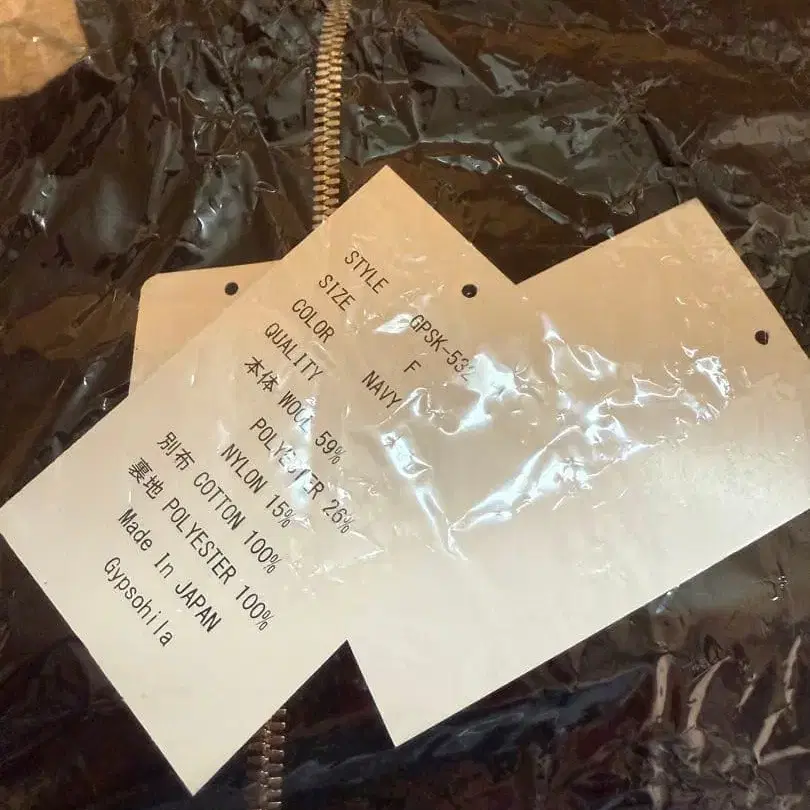 STYLE GPSK-532
SIZE F
COLOR NAVY
QUALITY
本体 WOOL 59%
POLYESTER 26%
NYLON 15%
別布 COTTON 100%
裏地 POLYESTER 100%
Made In JAPAN
Gypsohila